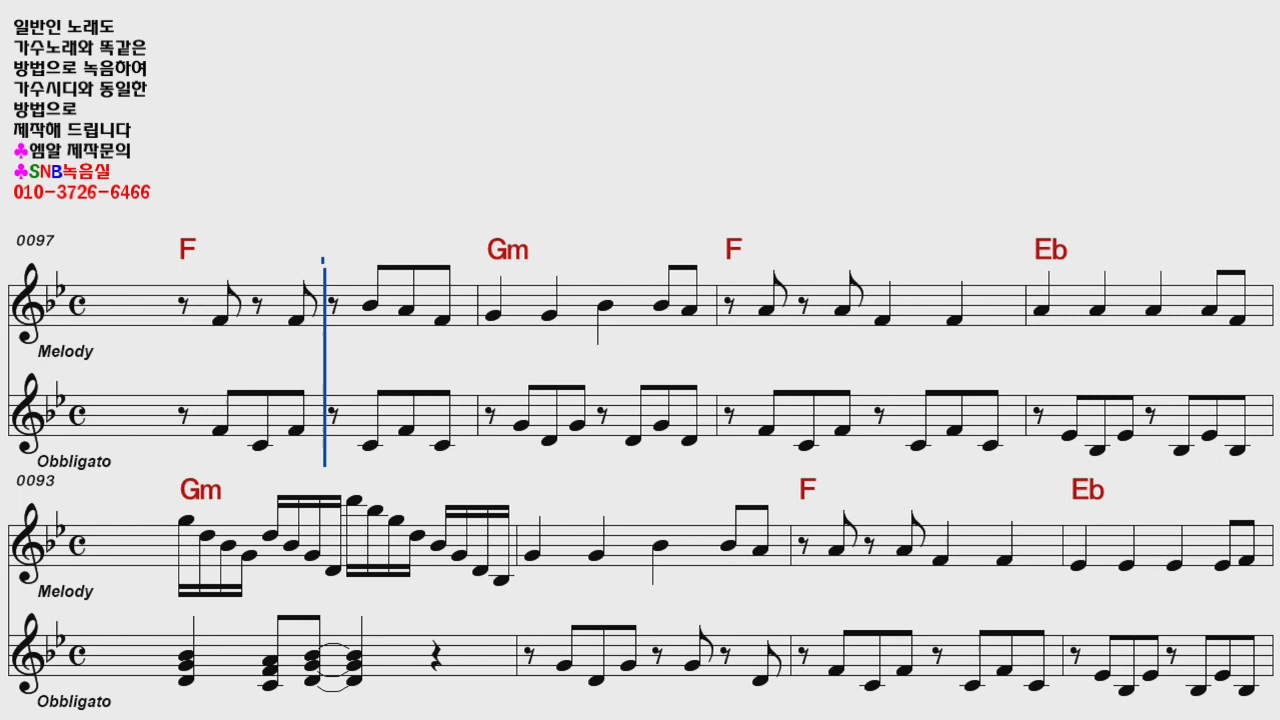 일반인 노래도
가수노래와 똑같은
방법으로 녹음하여
가수시디와 동일한
방법으로
제작해 드립니다
♣엠알 제작문의
♣SNB녹음실
010-3726-6466
0097
F Gm F Eb
Melody
Obbligato
0093
Gm F Eb
Melody
Obbligato